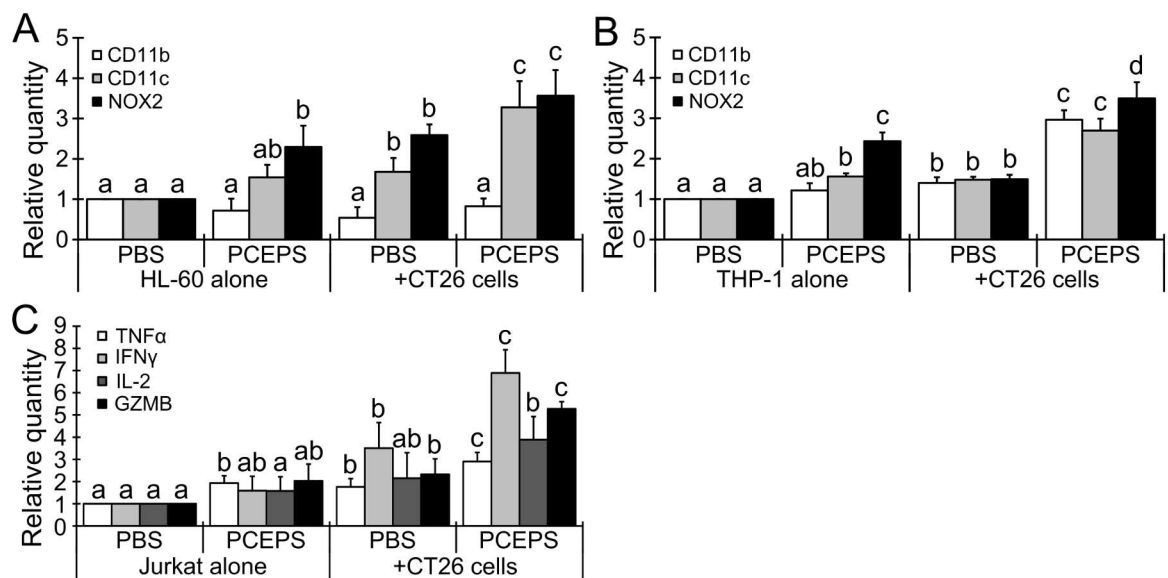 A
CD11b
CD11c
NOX2
Relative quantity
5
4
3
2
1
0
a a a
a ab b
a b b
a c c
PBS PCEPS PBS PCEPS
HL-60 alone +CT26 cells
B
CD11b
CD11c
NOX2
Relative quantity
5
4
3
2
1
0
a a a
ab b c
b b b
c c d
PBS PCEPS PBS PCEPS
THP-1 alone +CT26 cells
C
TNFα
IFNγ
IL-2
GZMB
Relative quantity
9
8
7
6
5
4
3
2
1
0
a a a a
b ab a ab
b b ab b
c c b c
PBS PCEPS PBS PCEPS
Jurkat alone +CT26 cells